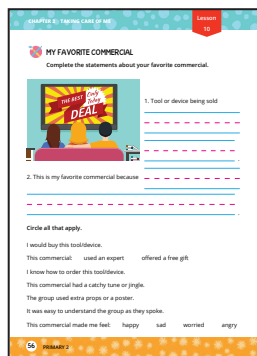 CHAPTER 2 - TAKING CARE OF ME
Lesson
10
MY FAVORITE COMMERCIAL
Complete the statements about your favorite commercial.
THE BEST
Only
Today
DEAL
1. Tool or device being sold
2. This is my favorite commercial because
Circle all that apply.
I would buy this tool/device.
This commercial: used an expert offered a free gift
I know how to order this tool/device.
This commercial had a catchy tune or jingle.
The group used extra props or a poster.
It was easy to understand the group as they spoke.
This commercial made me feel: happy sad worried angry
56 PRIMARY 2